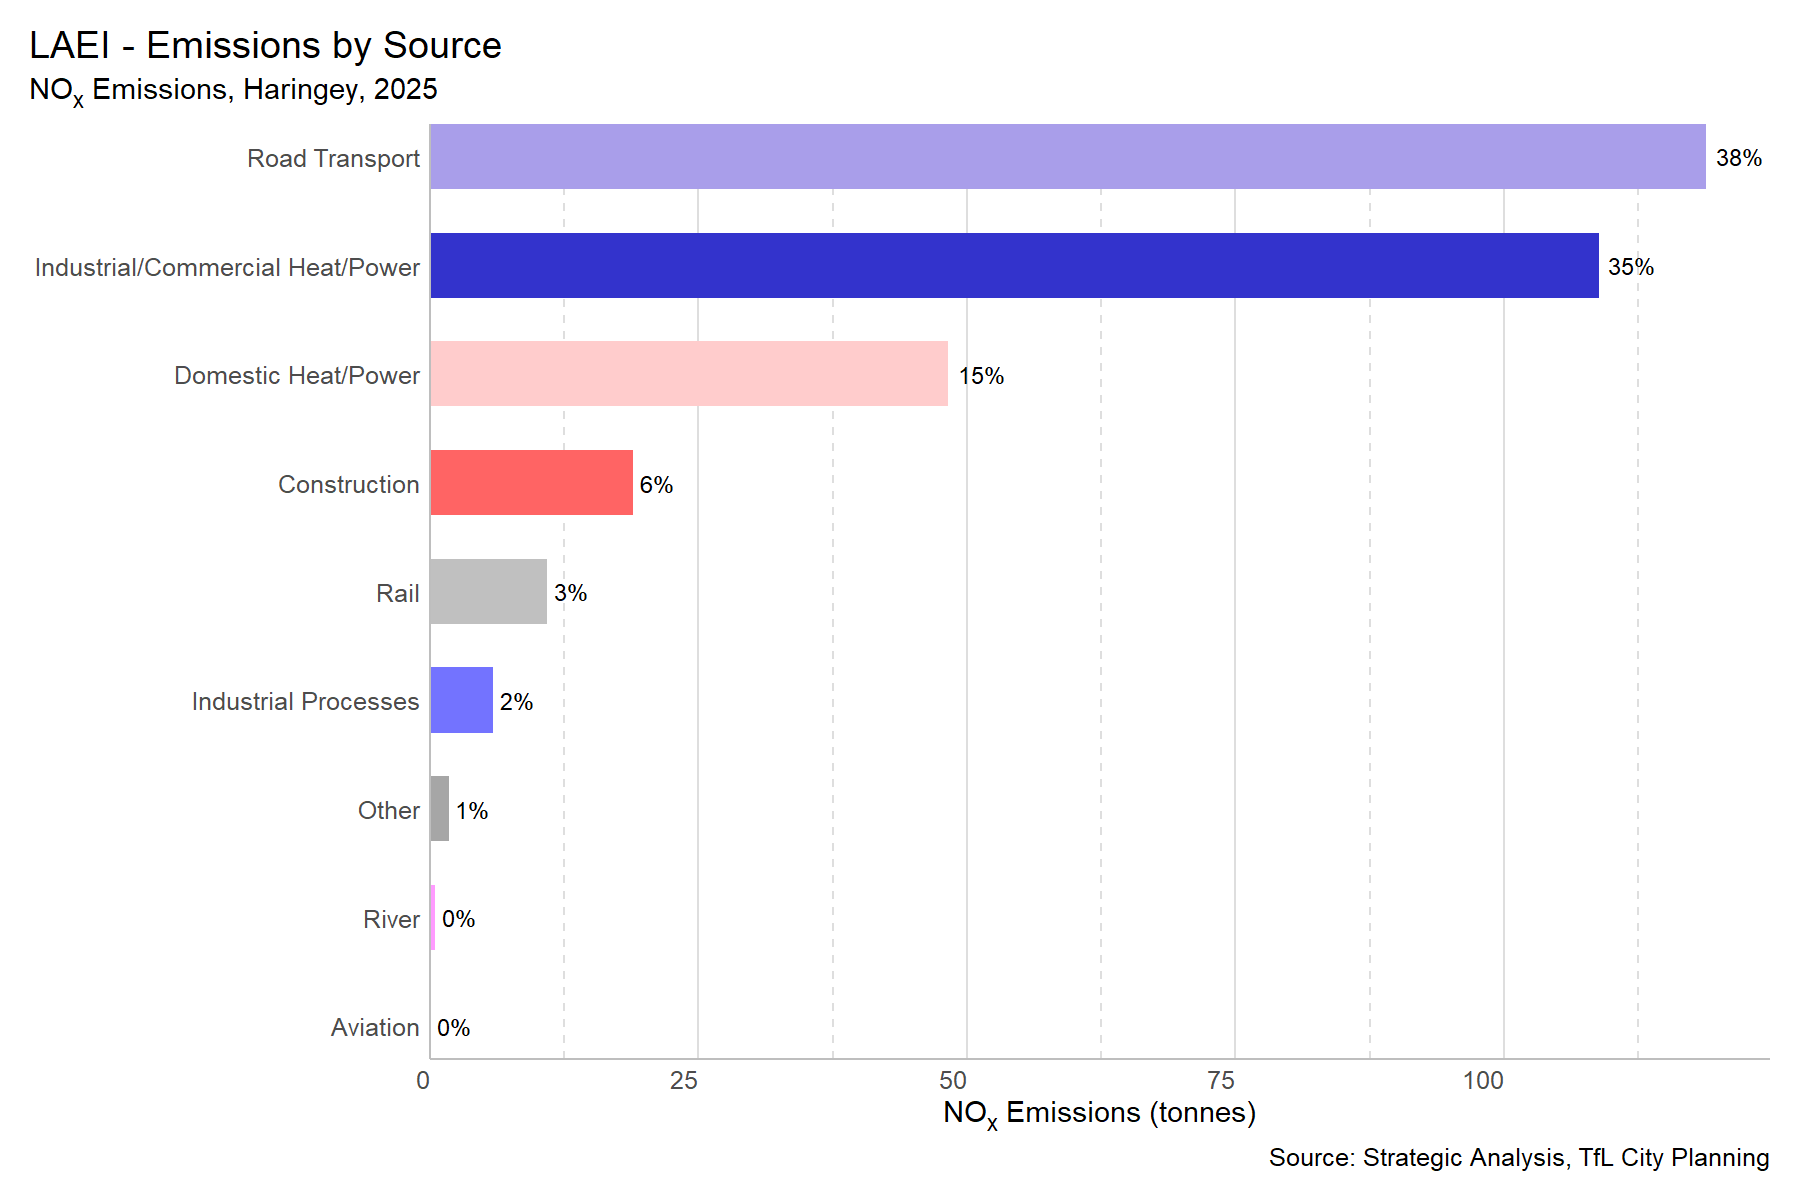 LAEI - Emissions by Source
NOx Emissions, Haringey, 2025
Road Transport 38%
Industrial/Commercial Heat/Power 35%
Domestic Heat/Power 15%
Construction 6%
Rail 3%
Industrial Processes 2%
Other 1%
River 0%
Aviation 0%
0 25 50 75 100
NOx Emissions (tonnes)
Source: Strategic Analysis, TfL City Planning